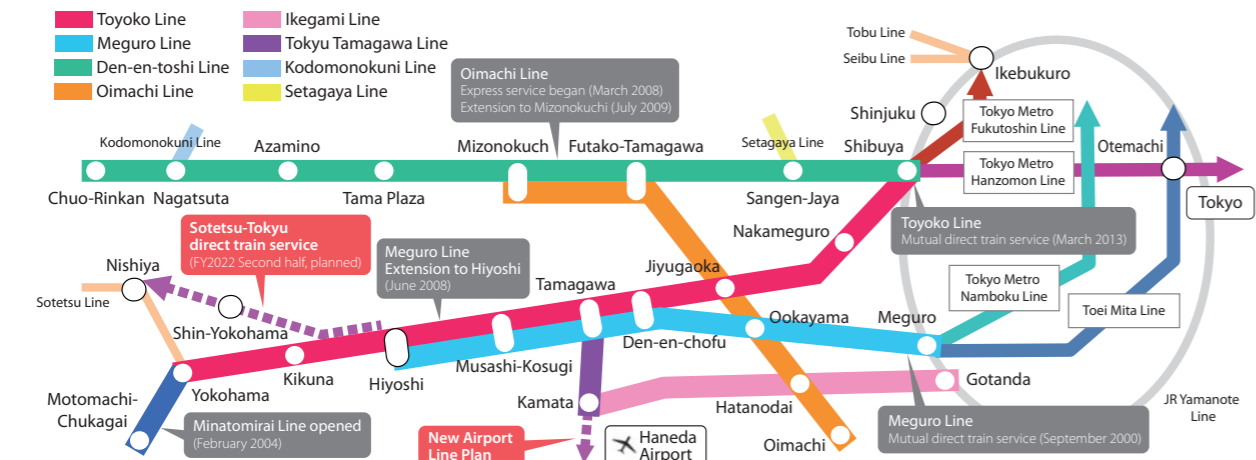 Toyoko Line
Meguro Line
Den-en-toshi Line
Oimachi Line
Ikegami Line
Tokyu Tamagawa Line
Kodomonokuni Line
Setagaya Line
Oimachi Line
Express service began (March 2008)
Extension to Mizonokuchi (July 2009)
Tobu Line
Seibu Line
Ikebukuro
Shinjuku
Tokyo Metro
Fukutoshin Line
Kodomonokuni Line
Azamino
Mizonokuch
Futako-Tamagawa
Setagaya Line
Shibuya
Otemachi
Tokyo Metro
Hanzomon Line
Chuo-Rinkan
Nagatsuta
Tama Plaza
Sangen-Jaya
Tokyo
Sotetsu-Tokyu
direct train service
(FY2022 Second half, planned)
Toyoko Line
Mutual direct train service (March 2013)
Nakameguro
Meguro Line
Extension to Hiyoshi
(June 2008)
Nishiya
Jiyugaoka
Tokyo Metro
Namboku Line
Tamagawa
Sotetsu Line
Toei Mita Line
Shin-Yokohama
Ookayama
Meguro
Den-en-chofu
Musashi-Kosugi
Kikuna
Hiyoshi
Gotanda
Yokohama
Motomachi-
Chukagai
Kamata
Hatanodai
JR Yamanote
Line
Minatomirai Line opened
(February 2004)
Meguro Line
Mutual direct train service (September 2000)
New Airport
Line Plan
Haneda
Airport
Oimachi